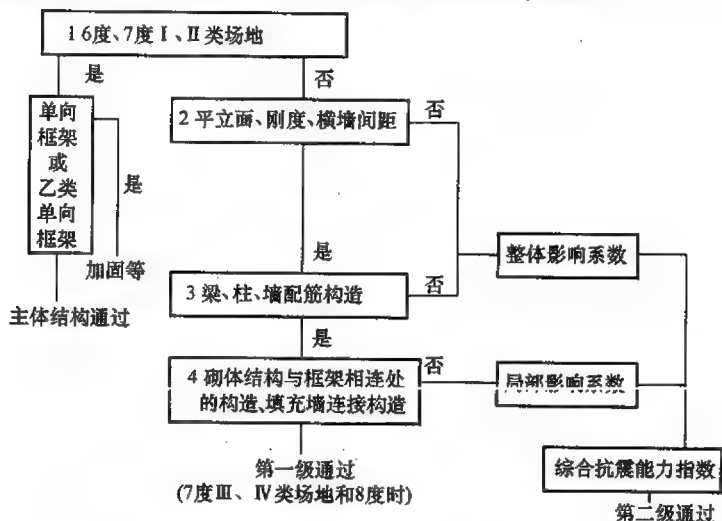 1 6度、7度Ⅰ、Ⅱ类场地
是
否
单向
框架
或
乙类
单向
框架
是
加固等
主体结构通过
2 平立面、刚度、横墙间距
否
是
3 梁、柱、墙配筋构造
否
整体影响系数
是
4 砌体结构与框架相连处
的构造、填充墙连接构造
否
局部影响系数
第一级通过
(7度Ⅲ、Ⅳ类场地和8度时)
综合抗震能力指数
第二级通过